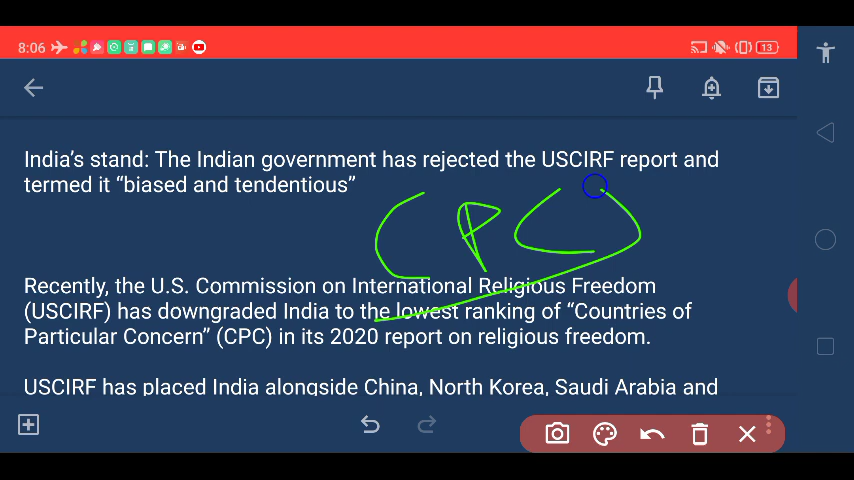 8:06
13
India's stand: The Indian government has rejected the USCIRF report and
termed it “biased and tendentious”
CPC
Recently, the U.S. Commission on International Religious Freedom
(USCIRF) has downgraded India to the lowest ranking of “Countries of
Particular Concern” (CPC) in its 2020 report on religious freedom.
USCIRF has placed India alongside China, North Korea, Saudi Arabia and